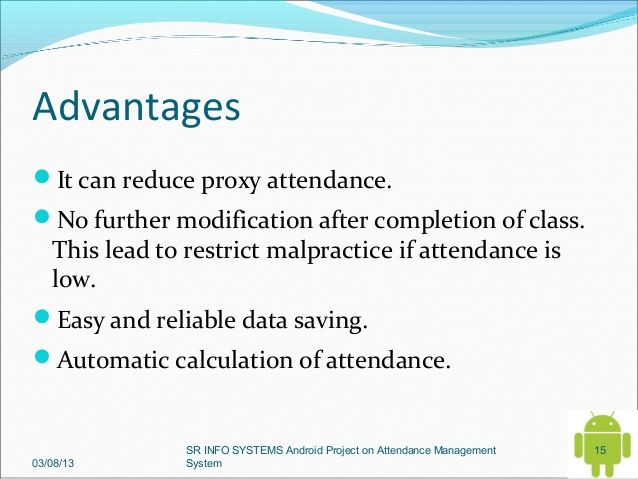 Advantages
It can reduce proxy attendance.
No further modification after completion of class.
This lead to restrict malpractice if attendance is
low.
Easy and reliable data saving.
Automatic calculation of attendance.
03/08/13
SR INFO SYSTEMS Android Project on Attendance Management
System
15